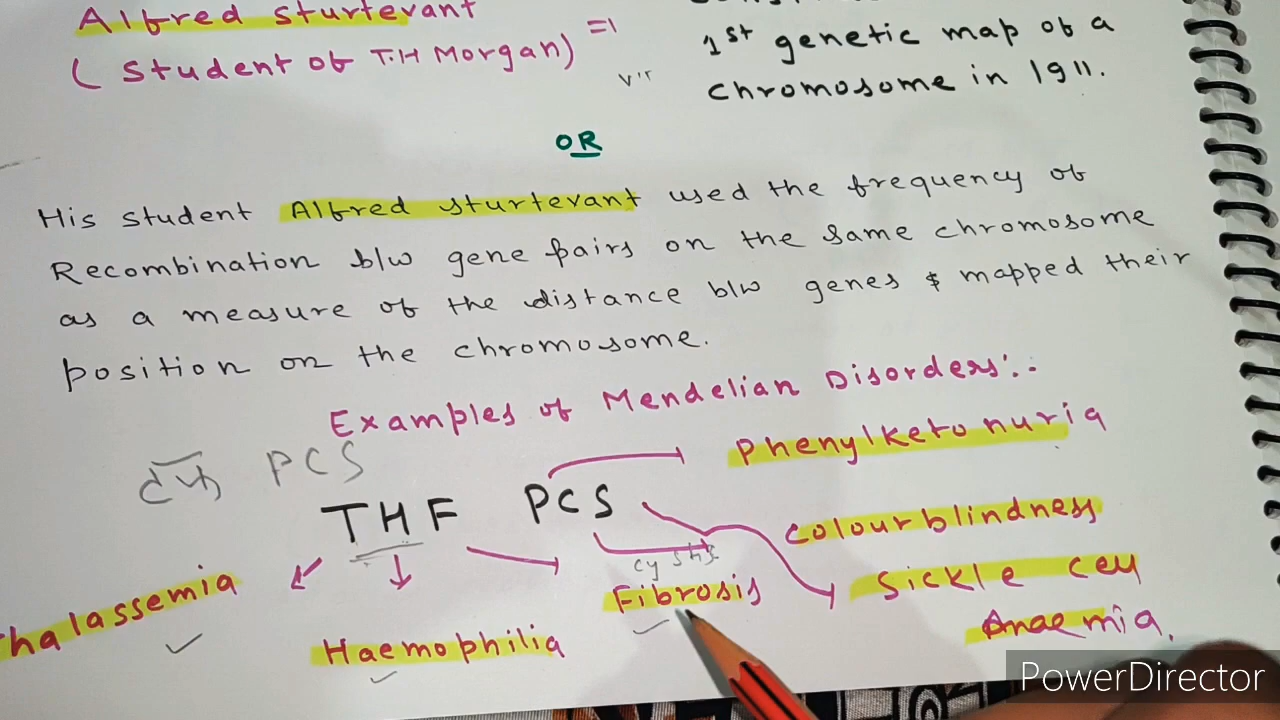 Alfred Sturtevant
(Student of T.H Morgan) =)
1st genetic map of a
chromosome in 1911.
OR
His student Alfred Sturtevant used the frequency of
Recombination b/w gene pairs on the same chromosome
as a measure of the distance b/w genes & mapped their
position on the chromosome.
Examples of Mendelian Disorders:-
PCS
THF PCS
Phenylketonuria
Colourblindness
Sickle cell
Anaemia.
cystic
Fibrosis
halassemia
Haemophilia
PowerDirector